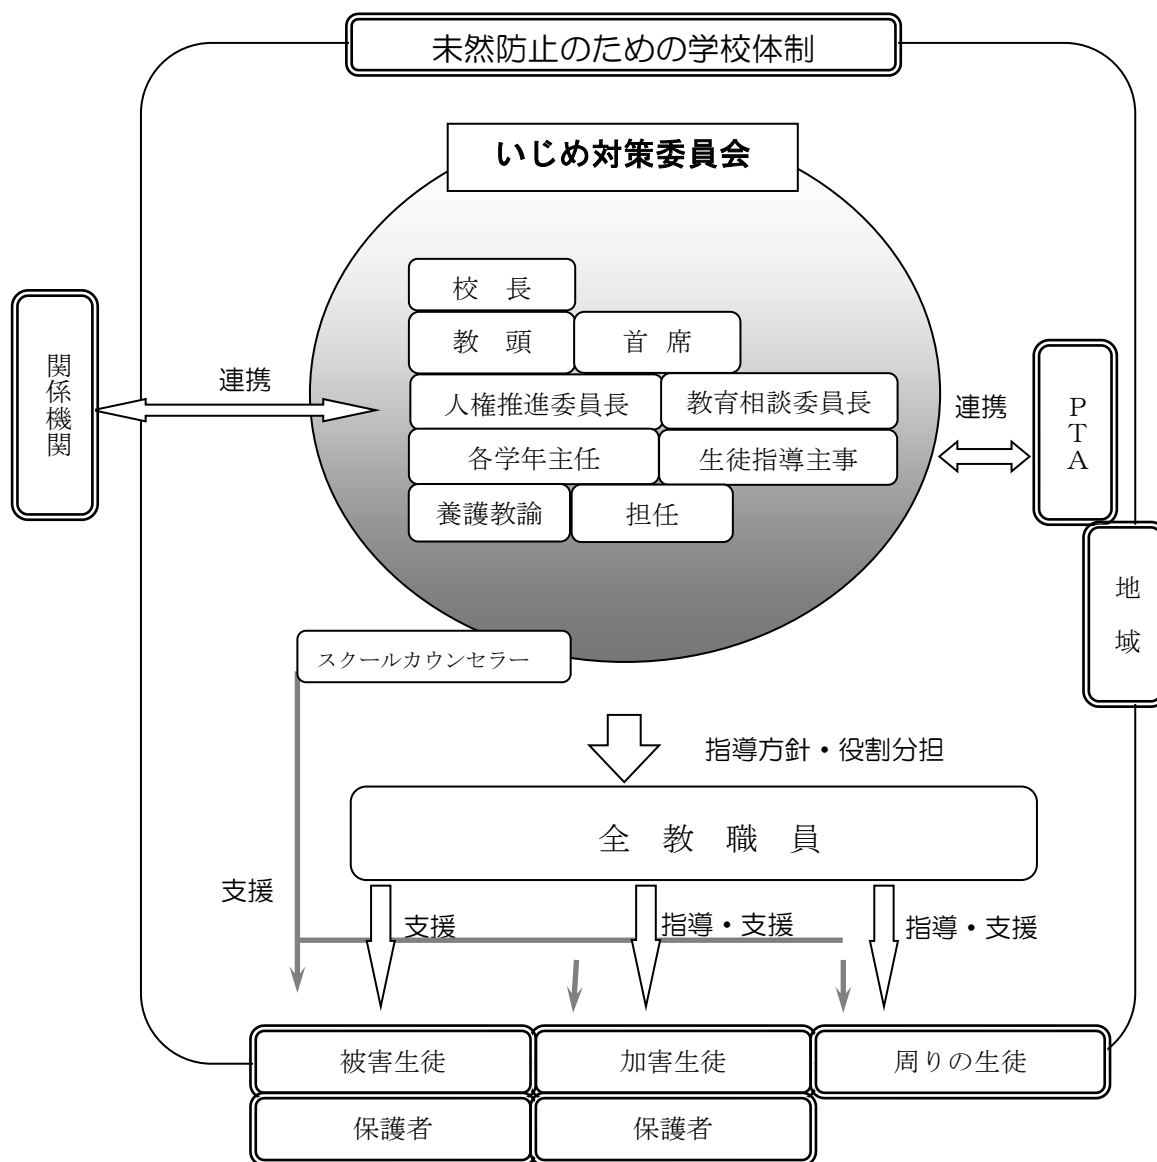 未然防止のための学校体制
いじめ対策委員会
校　長
教　頭
首 席
人権推進委員長
教育相談委員長
各学年主任
生徒指導主事
養護教諭
担任
関係機関
連携
連携
PTA
地域
スクールカウンセラー
指導方針・役割分担
全　教　職　員
支援
支援
指導・支援
指導・支援
被害生徒
加害生徒
周りの生徒
保護者
保護者